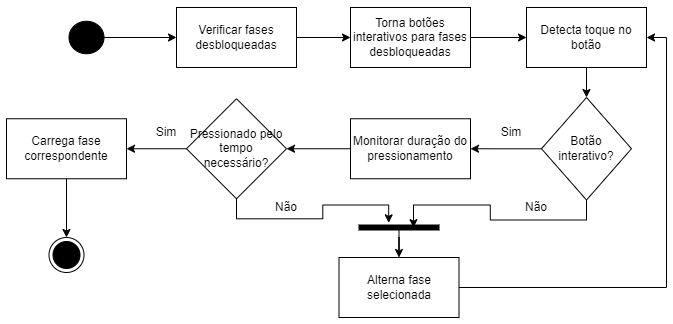 Verificar fases
desbloqueadas
Torna botões
interativos para fases
desbloqueadas
Detecta toque no
botão
Botão
interativo?
Sim
Monitorar duração do
pressionamento
Pressionado pelo
tempo
necessário?
Sim
Carrega fase
correspondente
Não
Não
Alterna fase
selecionada